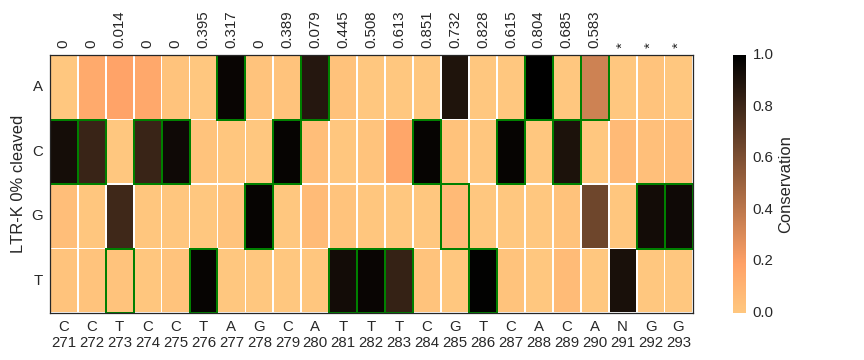 0 0 0.014 0 0 0.395 0.317 0 0.389 0.079 0.445 0.508 0.613 0.851 0.732 0.828 0.615 0.804 0.685 0.583 * * *
LTR-K 0% cleaved
A
C
G
T
C C T C C T A G C A T T T C G T C A C A N G G
271 272 273 274 275 276 277 278 279 280 281 282 283 284 285 286 287 288 289 290 291 292 293
1.0
0.8
0.6
0.4
0.2
0.0
Conservation